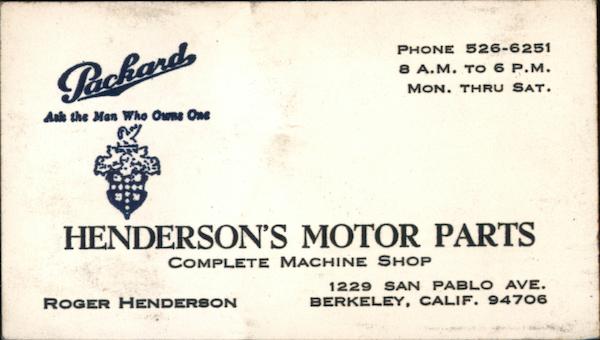 Packard
Ask the Man Who Owns One
PHONE 526-6251
8 A.M. TO 6 P.M.
MON. THRU SAT.
HENDERSON'S MOTOR PARTS
COMPLETE MACHINE SHOP
ROGER HENDERSON
1229 SAN PABLO AVE.
BERKELEY, CALIF. 94706